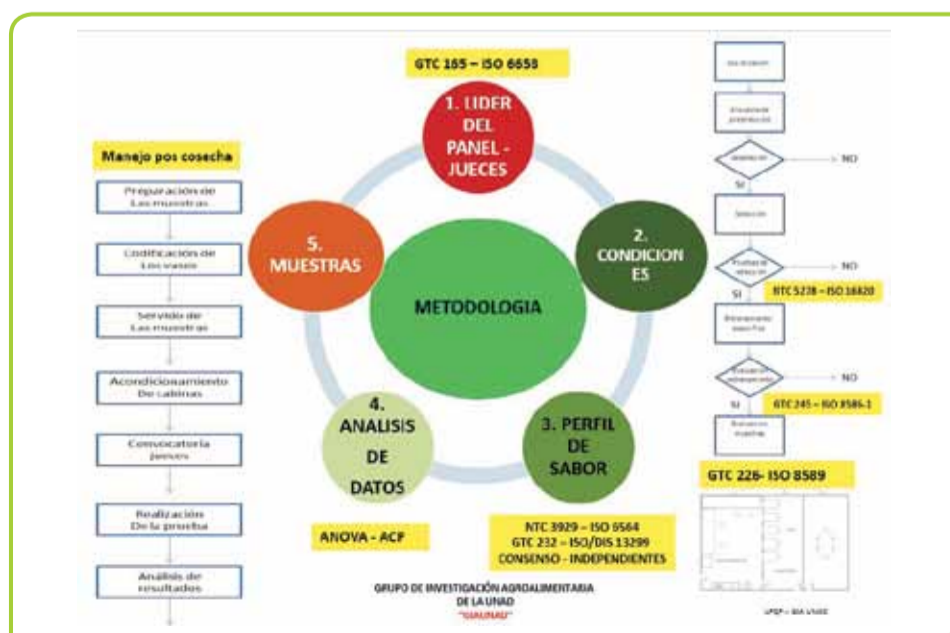 GTC 165 – ISO 6658
1. LIDER
DEL
PANEL -
JUECES
Manejo pos cosecha
Preparación de
Las muestras
Codificación de
Los vasos
Servido de
Las muestras
Acondicionamiento
De cabinas
Convocatoria
jueces
Realización
De la prueba
Análisis de
resultados
5.
MUESTRAS
METODOLOGIA
2.
CONDICION
ES
4.
ANALISIS
DE
DATOS
3. PERFIL
DE
SABOR
ANOVA - ACP
NTC 3929 – ISO 6564
GTC 232 – ISO/DIS 13299
CONSENSO - INDEPENDIENTES
GRUPO DE INVESTIGACIÓN AGROALIMENTARIA
DE LA UNAD
"GIAUNAD"
NO
SI
Selección
NO
NTC 5278 – ISO 16820
SI
NO
GTC 245 – ISO 8586-1
SI
GTC 226- ISO 8589